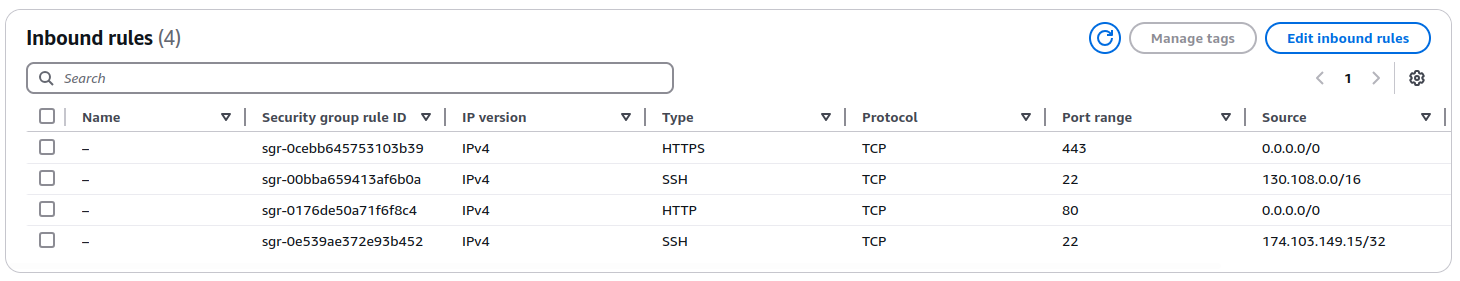 Inbound rules (4)
Manage tags
Edit inbound rules
Search
1
Name Security group rule ID IP version Type Protocol Port range Source
– sgr-0cebb645753103b39 IPv4 HTTPS TCP 443 0.0.0.0/0
– sgr-00bba659413af6b0a IPv4 SSH TCP 22 130.108.0.0/16
– sgr-0176de50a71f6f8c4 IPv4 HTTP TCP 80 0.0.0.0/0
– sgr-0e539ae372e93b452 IPv4 SSH TCP 22 174.103.149.15/32